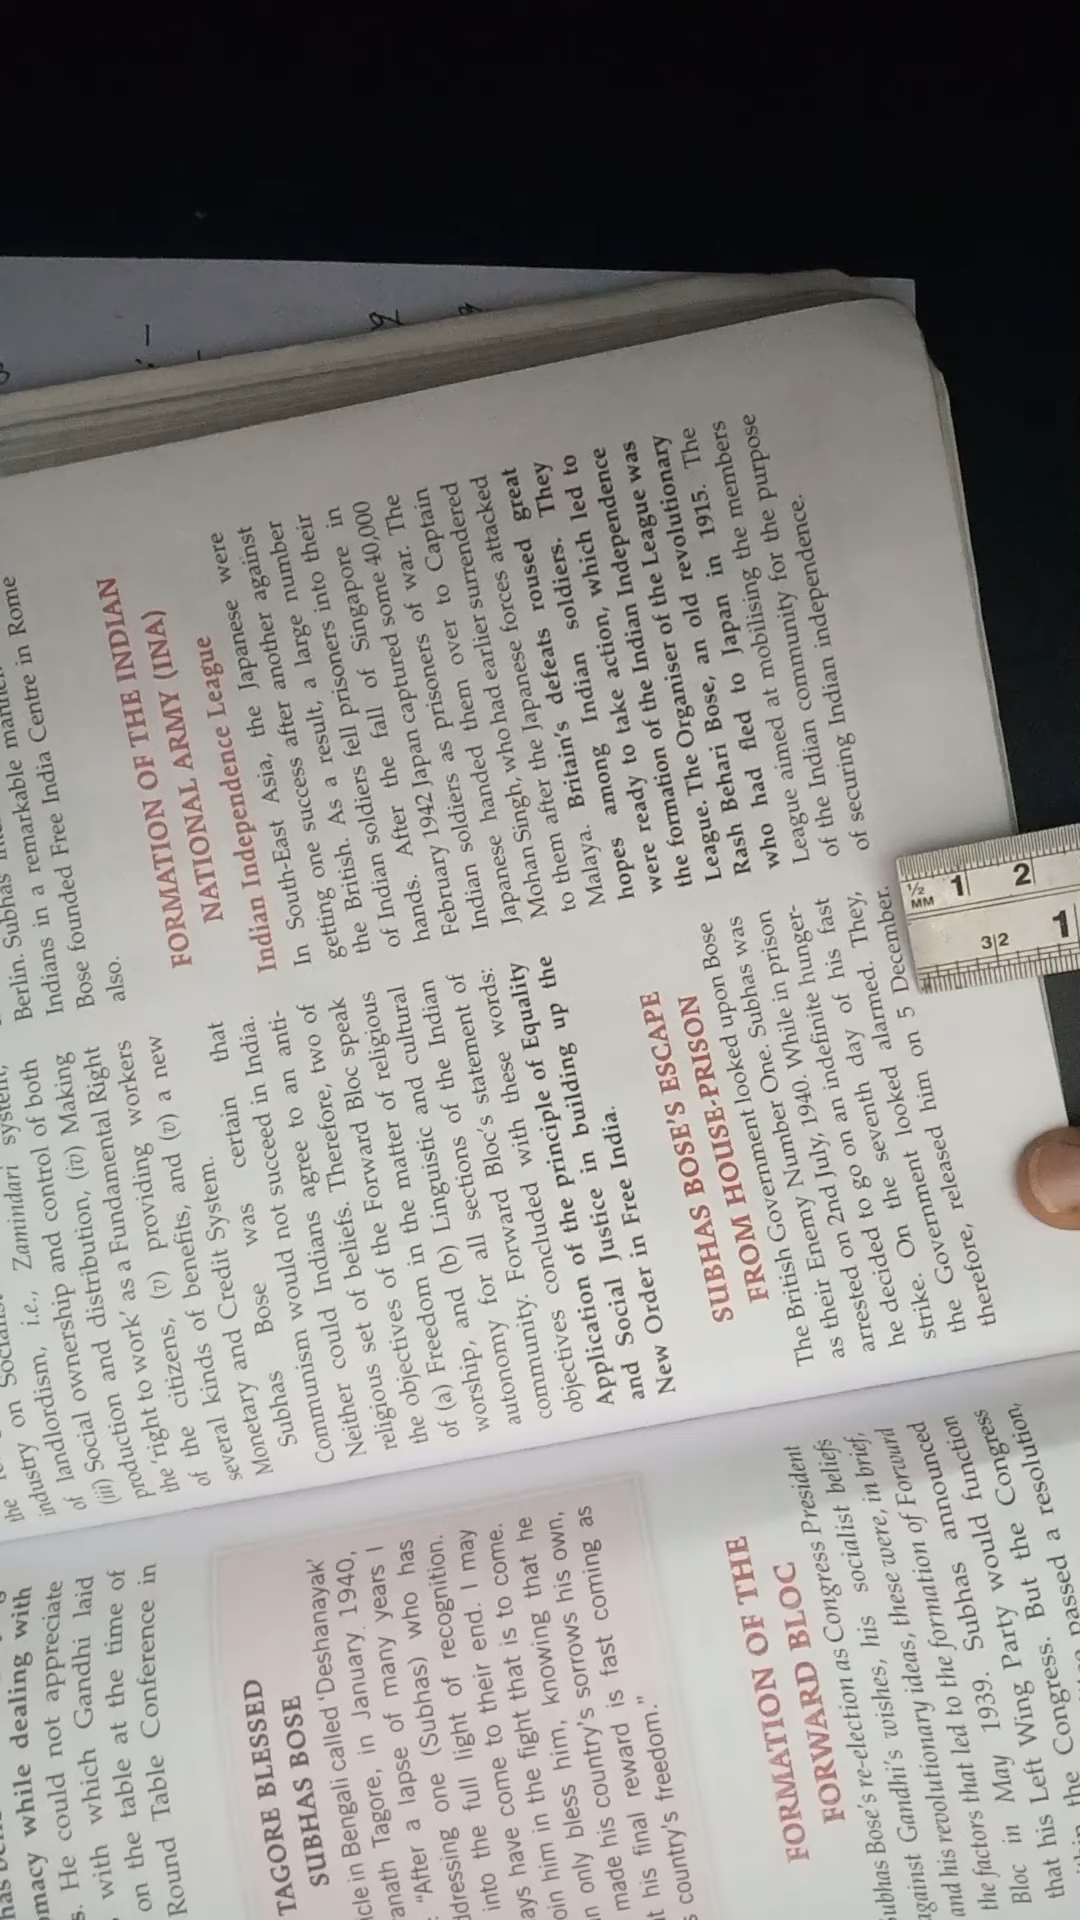 macy while dealing with
. He could not appreciate
with which Gandhi laid
on the table at the time of
Round Table Conference in
TAGORE BLESSED
SUBHAS BOSE
icle in Bengali called 'Deshanayak'
anath Tagore, in January, 1940,
"After a lapse of many years I
ddressing one (Subhas) who has
into the full light of recognition.
ays have come to their end. I may
oin him in the fight that is to come.
n only bless him, knowing that he
made his country's sorrows his own,
t his final reward is fast coming as
s country's freedom."
FORMATION OF THE
FORWARD BLOC
Subhas Bose's re-election as Congress President
against Gandhi's wishes, his socialist beliefs
and his revolutionary ideas, these were, in brief,
the factors that led to the formation of Forward
Bloc in May 1939. Subhas announced
that his Left Wing Party would function
the Congress. But the Congress
passed a resolution,
the
industry on Socialist system,
of landlordism, i.e., Zamindari
of Social ownership and control of both
(iii) Social ownership and distribution, (iv) Making
production and distribution, as a Fundamental Right
the 'right to work' (v) providing workers
of the citizens, and (v) a new
several kinds of benefits,
Monetary and Credit System.
Subhas Bose was certain that
Communism would not succeed in India.
Neither could Indians agree to an anti-
religious set of beliefs. Therefore, two of
the objectives of the Forward Bloc speak
of (a) Freedom in the matter of religious
worship, and (b) Linguistic and cultural
autonomy for all sections of the Indian
community. Forward Bloc's statement of
objectives concluded with these words:
Application of the principle of Equality
and Social Justice in building up the
New Order in Free India.
SUBHAS BOSE'S ESCAPE
FROM HOUSE-PRISON
The British Government looked upon Bose
as their Enemy Number One. Subhas was
arrested on 2nd July, 1940. While in prison
he decided to go on an indefinite hunger-
strike. On the seventh day of his fast
the Government looked alarmed. They,
therefore, released him on 5 December.
Berlin. Subhas
Indians in a remarkable manner.
Bose founded Free India Centre in Rome
also.
FORMATION OF THE INDIAN
NATIONAL ARMY (INA)
Indian Independence League
In South-East Asia, the Japanese were
getting one success after another against
the British. As a result, a large number
of Indian soldiers fell prisoners into their
hands. After the fall of Singapore in
February 1942 Japan captured some 40,000
Indian soldiers as prisoners of war. The
Japanese handed them over to Captain
Mohan Singh, who had earlier surrendered
to them after the Japanese forces attacked
Malaya. Britain's defeats roused great
hopes among Indian soldiers. They
were ready to take action, which led to
the formation of the Indian Independence
League. The Organiser of the League was
Rash Behari Bose, an old revolutionary
who had fled to Japan in 1915. The
League aimed at mobilising the members
of the Indian community for the purpose
of securing Indian independence.
1/2
MM
1
2
32
1